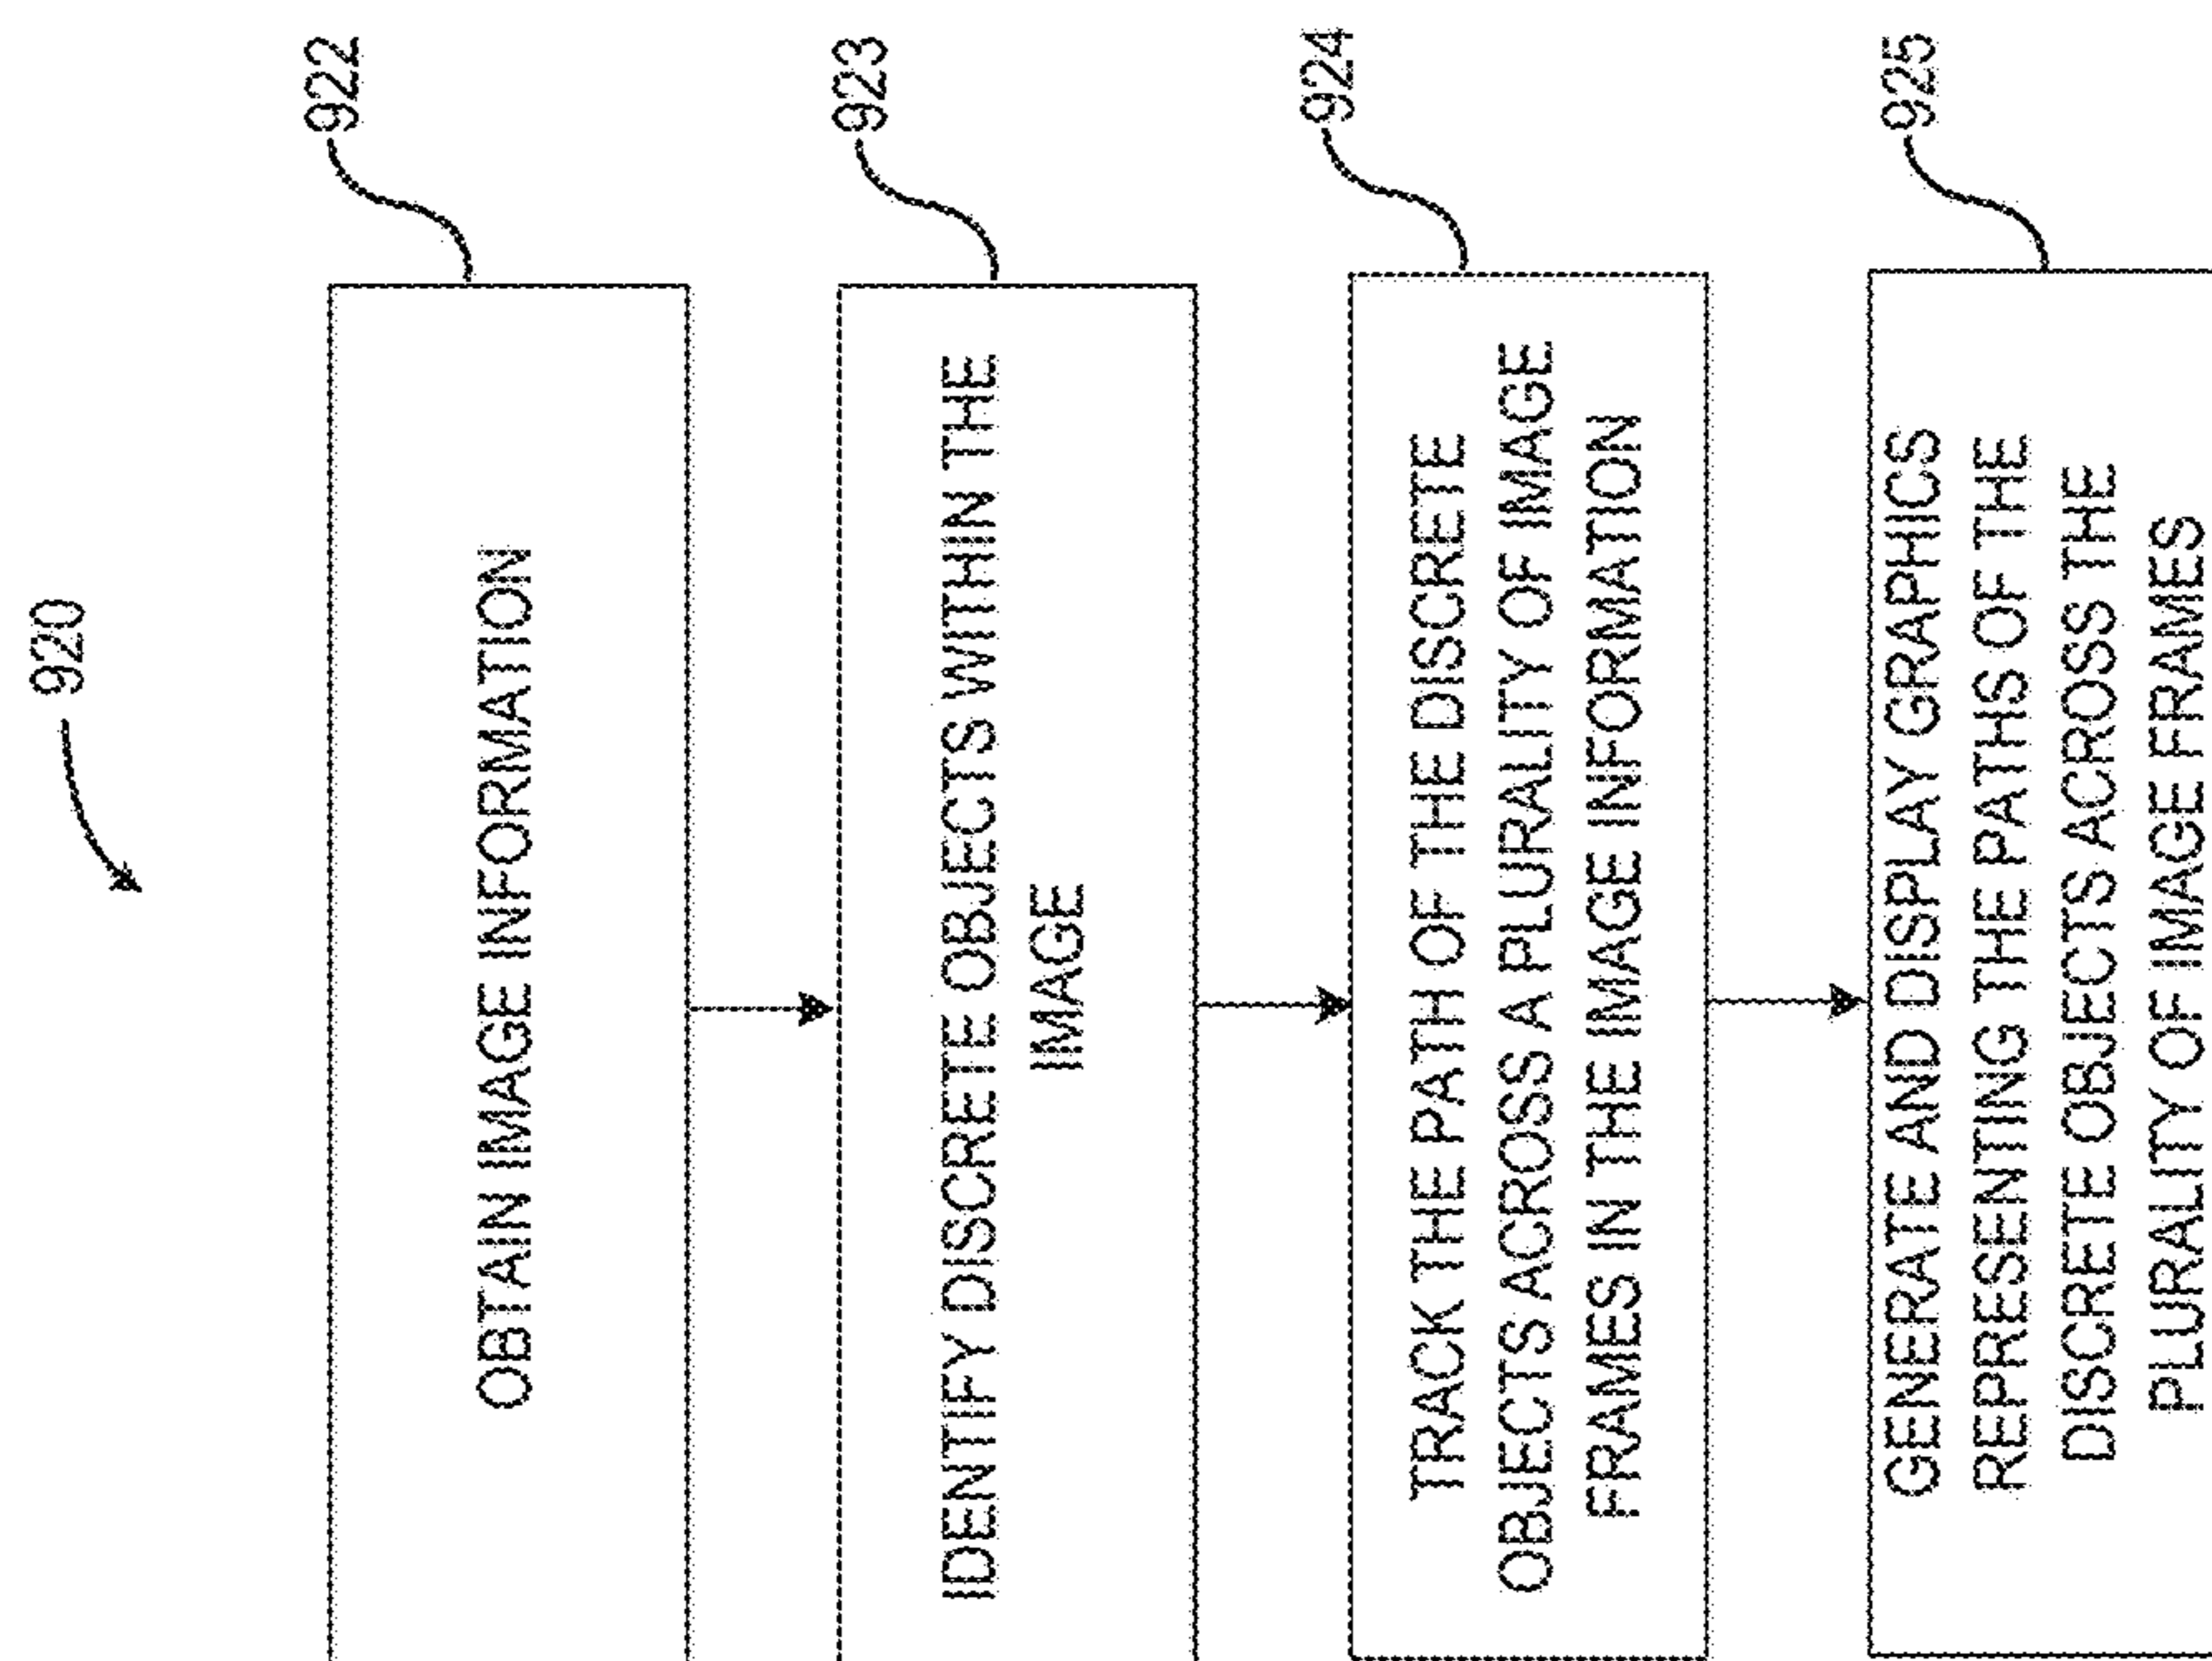 920
922
OBTAIN IMAGE INFORMATION
923
IDENTIFY DISCRETE OBJECTS WITHIN THE
IMAGE
924
TRACK THE PATH OF THE DISCRETE
OBJECTS ACROSS A PLURALITY OF IMAGE
FRAMES IN THE IMAGE INFORMATION
925
GENERATE AND DISPLAY GRAPHICS
REPRESENTING THE PATHS OF THE
DISCRETE OBJECTS ACROSS THE
PLURALITY OF IMAGE FRAMES